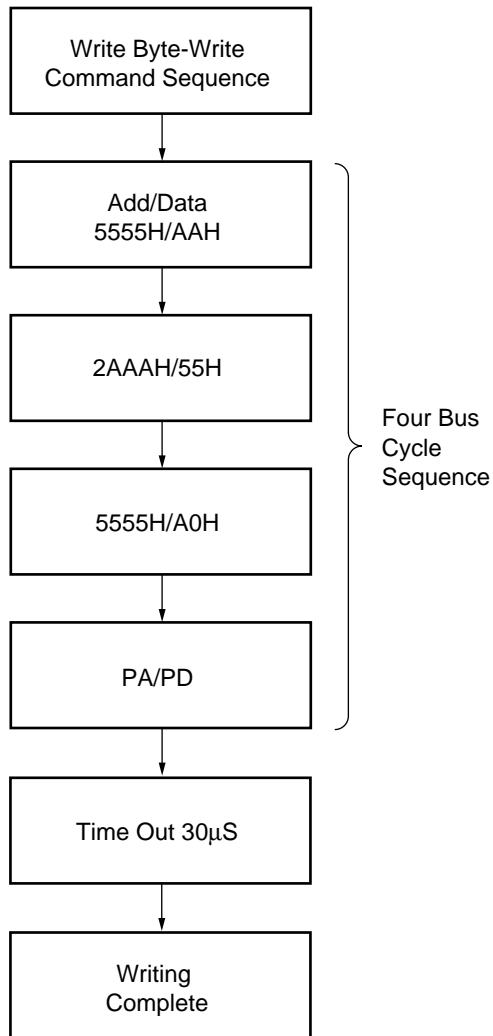 Write Byte-Write
Command Sequence
Add/Data
5555H/AAH
2AAAH/55H
5555H/A0H
PA/PD
Four Bus
Cycle
Sequence
Time Out 30μS
Writing
Complete